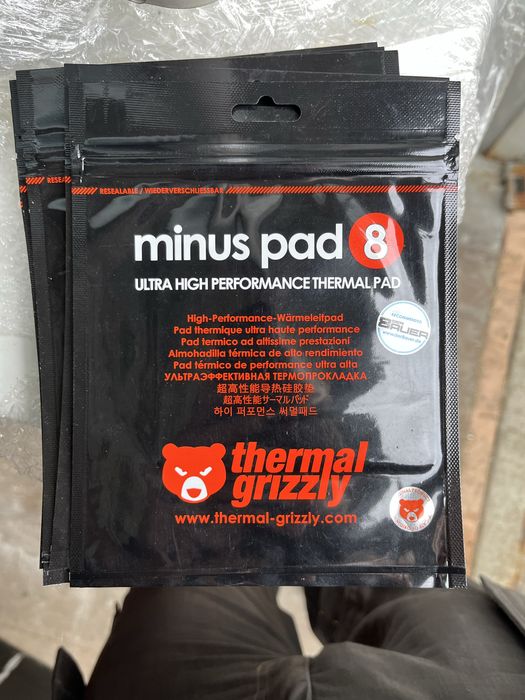 RESEALABLE / WIEDERVERSCHLIESSBAR
minus pad 8
ULTRA HIGH PERFORMANCE THERMAL PAD
High-Performance-Wärmeleitpad
Pad thermique ultra haute performance
Pad termico ad altissime prestazioni
Almohadilla térmica de alto rendimiento
Pad térmico de performance ultra alta
УЛЬТРАЭФФЕКТИВНАЯ ТЕРМОПРОКЛАДКА
超高性能导热硅胶垫
超高性能サーマルパッド
하이 퍼포먼스 써멀패드
thermal
grizzly
www.thermal-grizzly.com